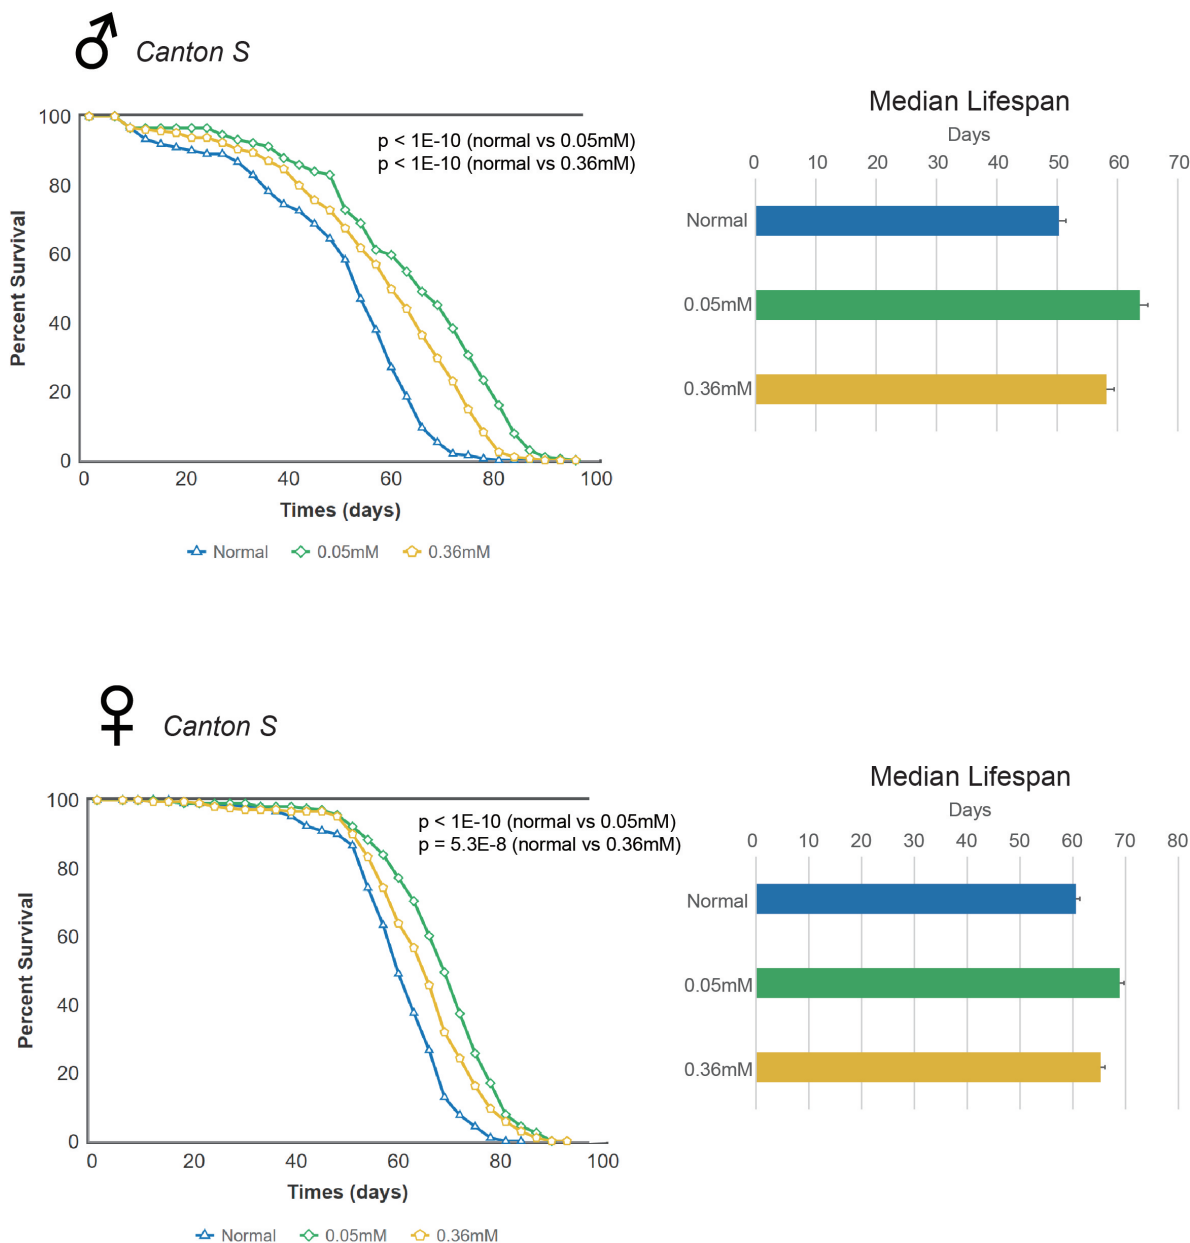 Canton S
100
80
60
40
20
0
Percent Survival
p < 1E-10 (normal vs 0.05mM)
p < 1E-10 (normal vs 0.36mM)
0 20 40 60 80 100
Times (days)
Normal 0.05mM 0.36mM
Median Lifespan
Days
0 10 20 30 40 50 60 70
Normal
0.05mM
0.36mM
Canton S
100
80
60
40
20
0
Percent Survival
p < 1E-10 (normal vs 0.05mM)
p = 5.3E-8 (normal vs 0.36mM)
0 20 40 60 80 100
Times (days)
Normal 0.05mM 0.36mM
Median Lifespan
Days
0 10 20 30 40 50 60 70 80
Normal
0.05mM
0.36mM